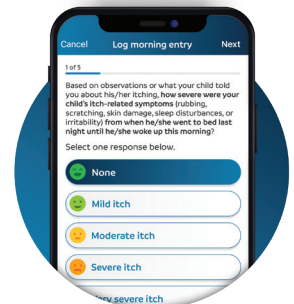 Cancel Log morning entry Next
1 of 5
Based on observations or what your child told
you about his/her itching, how severe were your
child's itch-related symptoms (rubbing,
scratching, skin damage, sleep disturbances, or
irritability) from when he/she went to bed last
night until he/she woke up this morning?
Select one response below.
None
Mild itch
Moderate itch
Severe itch
Very severe itch